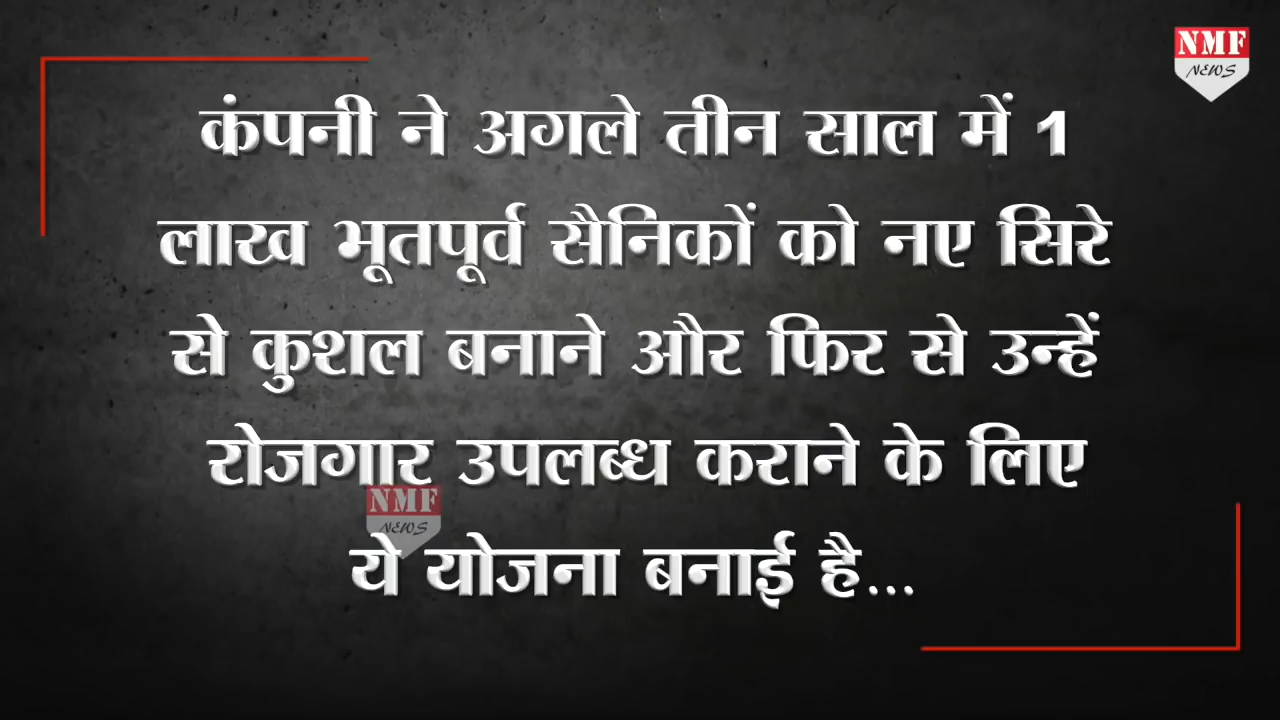 NMF
NEWS
कंपनी ने अगले तीन साल में 1
लाख भूतपूर्व सैनिकों को नए सिरे
से कुशल बनाने और फिर से उन्हें
रोजगार उपलब्ध कराने के लिए
NMF
NEWS
ये योजना बनाई है...